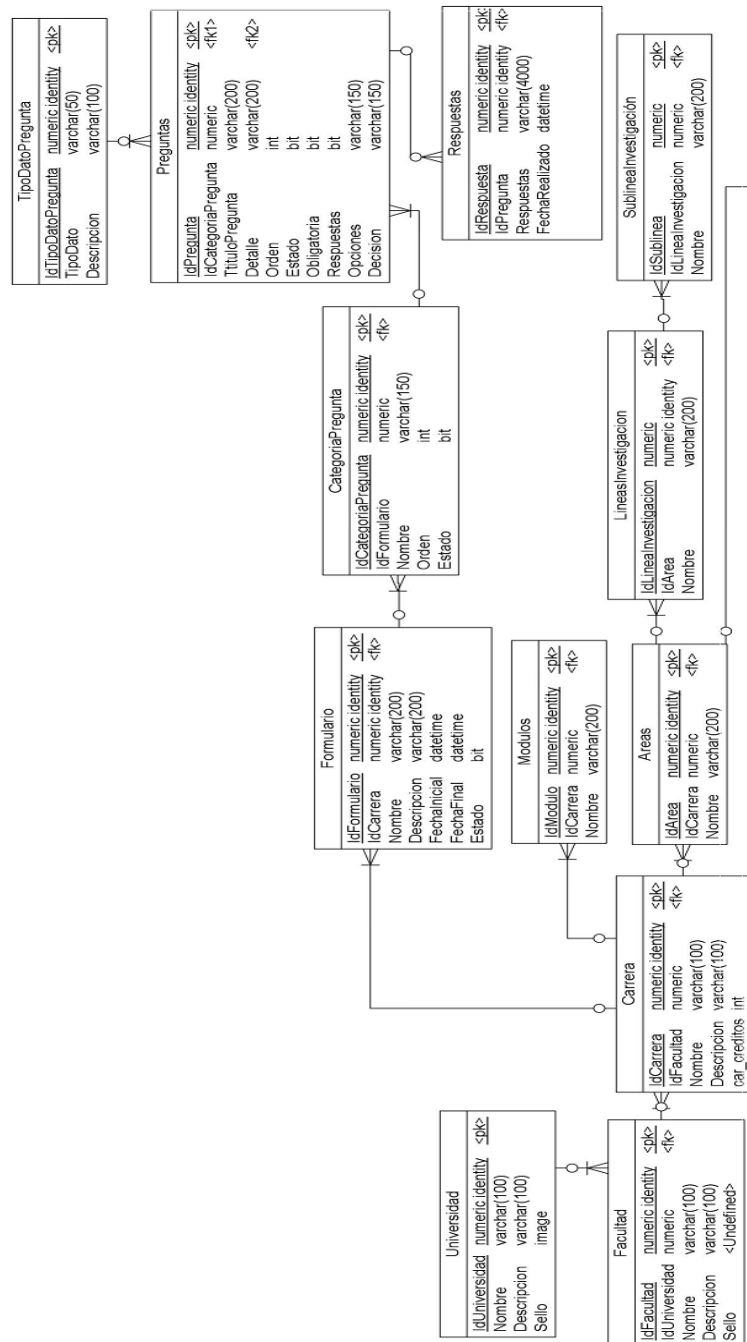 TipoDatoPregunta
IdTipoDatoPregunta numeric identity <pk>
TipoDato varchar(50)
Descripcion varchar(100)
Preguntas
IdPregunta numeric identity <pk>
IdCategoriaPregunta numeric <fk1>
TtituloPregunta varchar(200)
Detalle varchar(200) <fk2>
Orden int
Estado bit
Obligatoria bit
Respuestas bit
Opciones varchar(150)
Decision varchar(150)
Formulario
IdFormulario numeric identity <pk>
IdCarrera numeric identity <fk>
Nombre varchar(200)
Descripcion varchar(200)
FechaInicial datetime
FechaFinal datetime
Estado bit
CategoriaPregunta
IdCategoriaPregunta numeric identity <pk>
IdFormulario numeric <fk>
Nombre varchar(150)
Orden int
Estado bit
Respuestas
IdRespuesta numeric identity <pk>
IdPregunta numeric identity <fk>
Respuestas varchar(4000)
FechaRealizado datetime
Universidad
IdUniversidad numeric identity <pk>
Nombre varchar(100)
Descripcion varchar(100)
Sello image
Modulos
IdModulo numeric identity <pk>
IdCarrera numeric <fk>
Nombre varchar(200)
Facultad
IdFacultad numeric identity <pk>
IdUniversidad numeric <fk>
Nombre varchar(100)
Descripcion varchar(100)
Sello <Undefined>
Carrera
IdCarrera numeric identity <pk>
IdFacultad numeric <fk>
Nombre varchar(100)
Descripcion varchar(100)
car_creditos int
Areas
IdArea numeric identity <pk>
IdCarrera numeric <fk>
Nombre varchar(200)
LineasInvestigacion
IdLineaInvestigacion numeric <pk>
IdArea numeric identity <fk>
Nombre varchar(200)
SublineaInvestigación
IdSublinea numeric <pk>
IdLineaInvestigacion numeric <fk>
Nombre varchar(200)